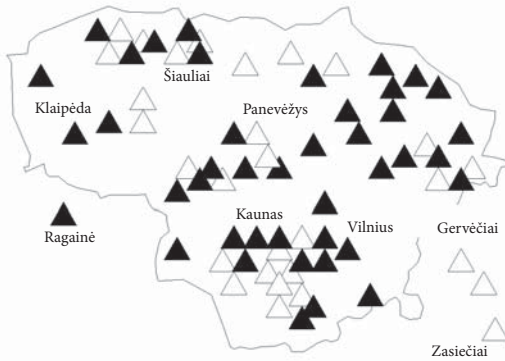 Šiauliai
Klaipėda
Panevėžys
Kaunas
Vilnius
Gervėčiai
Ragainė
Zasiečiai